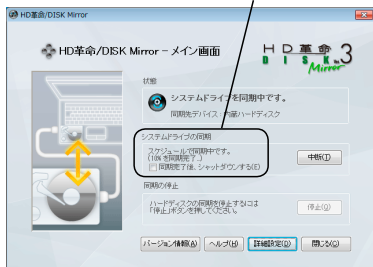 HD革命/DISK Mirror
HD革命/DISK Mirror − メイン画面
HD革命
DISK Ver.3
Mirror
状態
システムドライブを同期中です。
同期先デバイス：内蔵ハードディスク
システムドライブの同期
スケジュールで同期中です。
(10% を同期完了.)
同期完了後、シャットダウンする(E)
中断(T)
同期の停止
ハードディスクの同期を停止するには
「停止」ボタンを押してください。
停止(S)
バージョン情報(A)
ヘルプ(H)
詳細設定(O)
閉じる(C)